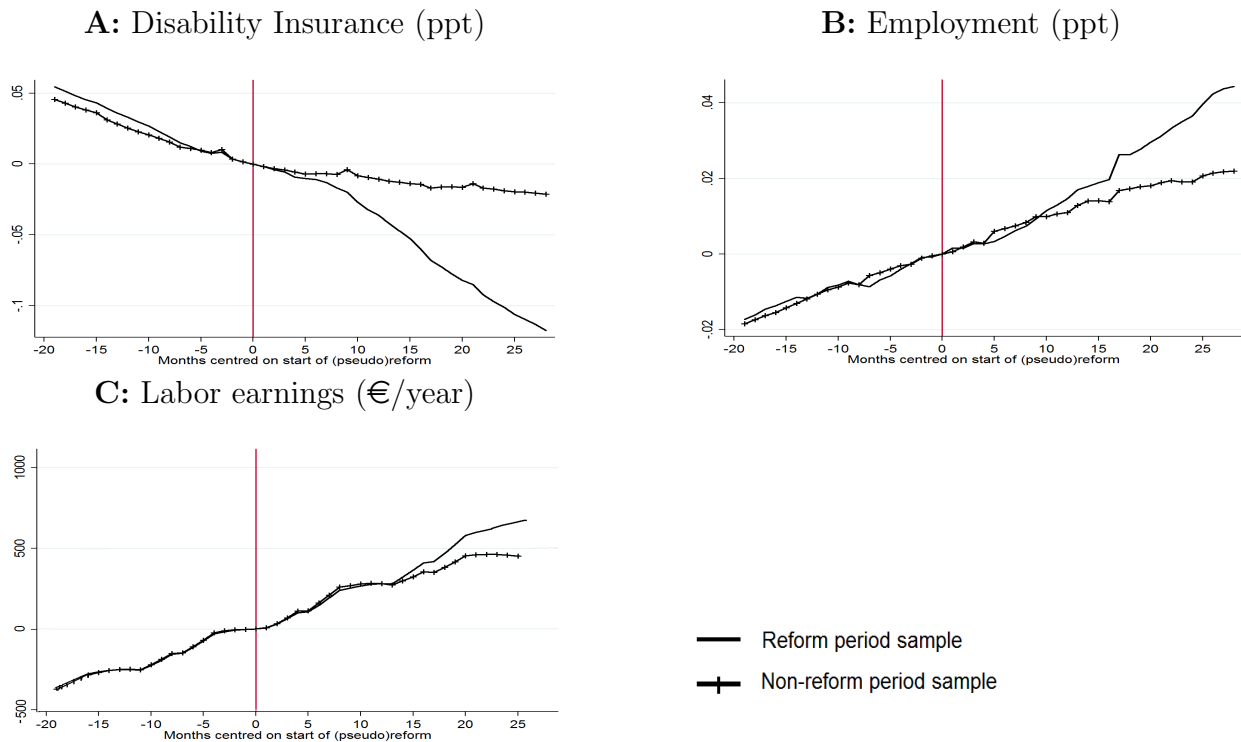 A: Disability Insurance (ppt)
.05
0
-.05
-.1
-20 -15 -10 -5 0 5 10 15 20 25
Months centred on start of (pseudo)reform
B: Employment (ppt)
.04
.02
0
-.02
-20 -15 -10 -5 0 5 10 15 20 25
Months centred on start of (pseudo)reform
C: Labor earnings (€/year)
1000
500
0
-500
-20 -15 -10 -5 0 5 10 15 20 25
Months centred on start of (pseudo)reform
Reform period sample
Non-reform period sample